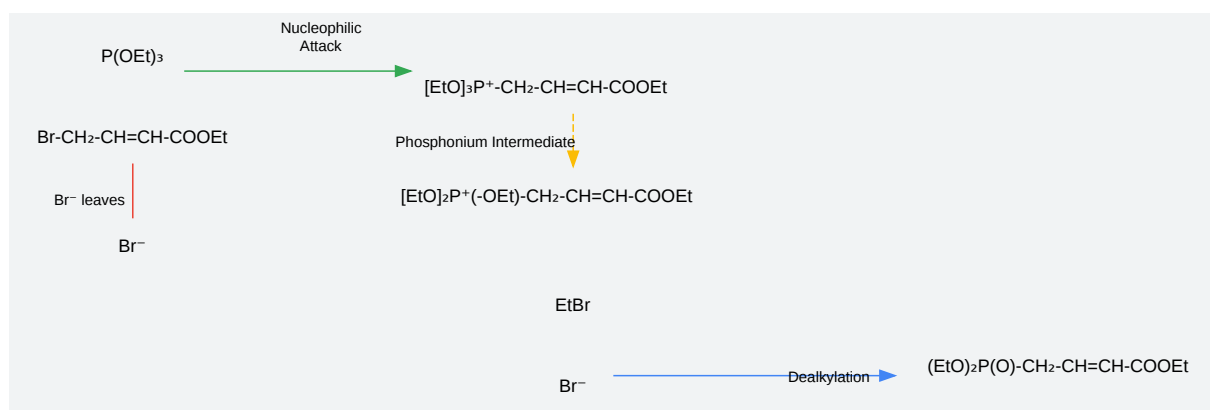 Nucleophilic
Attack
P(OEt)₃
[EtO]₃P⁺-CH₂-CH=CH-COOEt
Br-CH₂-CH=CH-COOEt
Phosphonium Intermediate
Br⁻ leaves
[EtO]₂P⁺(-OEt)-CH₂-CH=CH-COOEt
Br⁻
EtBr
(EtO)₂P(O)-CH₂-CH=CH-COOEt
Dealkylation
Br⁻